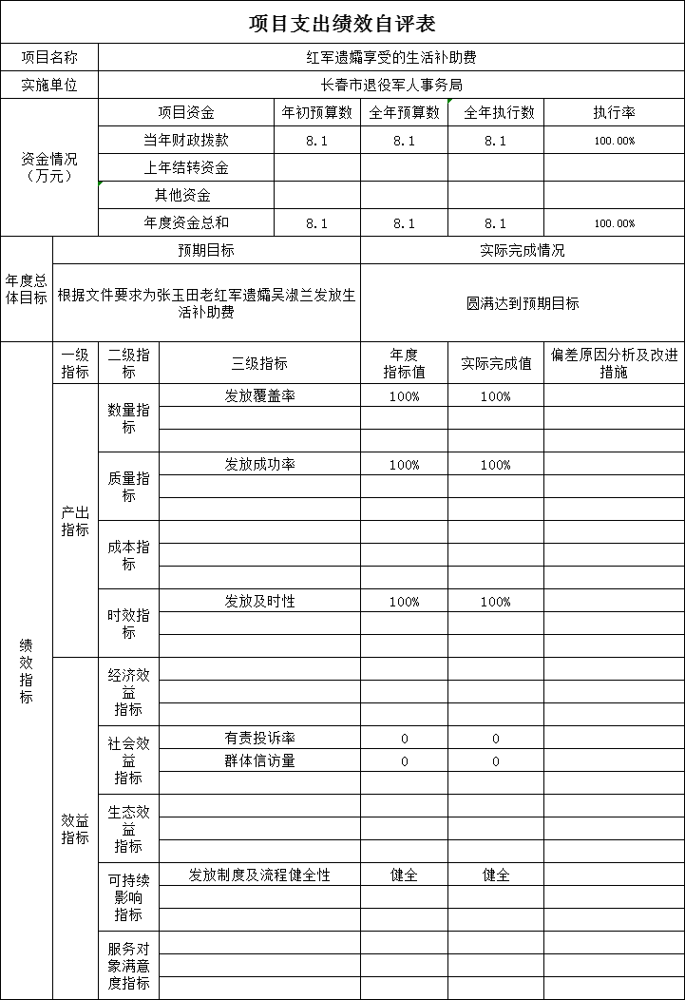 项目支出绩效自评表
项目名称 红军遗孀享受的生活补助费
实施单位 长春市退役军人事务局
资金情况
（万元）
项目资金 年初预算数 全年预算数 全年执行数 执行率
当年财政拨款 8.1 8.1 8.1 100.00%
上年结转资金
其他资金
年度资金总和 8.1 8.1 8.1 100.00%
年度总
体目标
预期目标 实际完成情况
根据文件要求为张玉田老红军遗孀吴淑兰发放生
活补助费
圆满达到预期目标
绩
效
指
标
一级
指标
二级指
标
三级指标
年度
指标值
实际完成值
偏差原因分析及改进
措施
产出
指标
数量指
标
发放覆盖率 100% 100%
质量指
标
发放成功率 100% 100%
成本指
标
时效指
标
发放及时性 100% 100%
效益
指标
经济效
益
指标
社会效
益
指标
有责投诉率 0 0
群体信访量 0 0
生态效
益
指标
可持续
影响
指标
发放制度及流程健全性 健全 健全
服务对
象满意
度指标